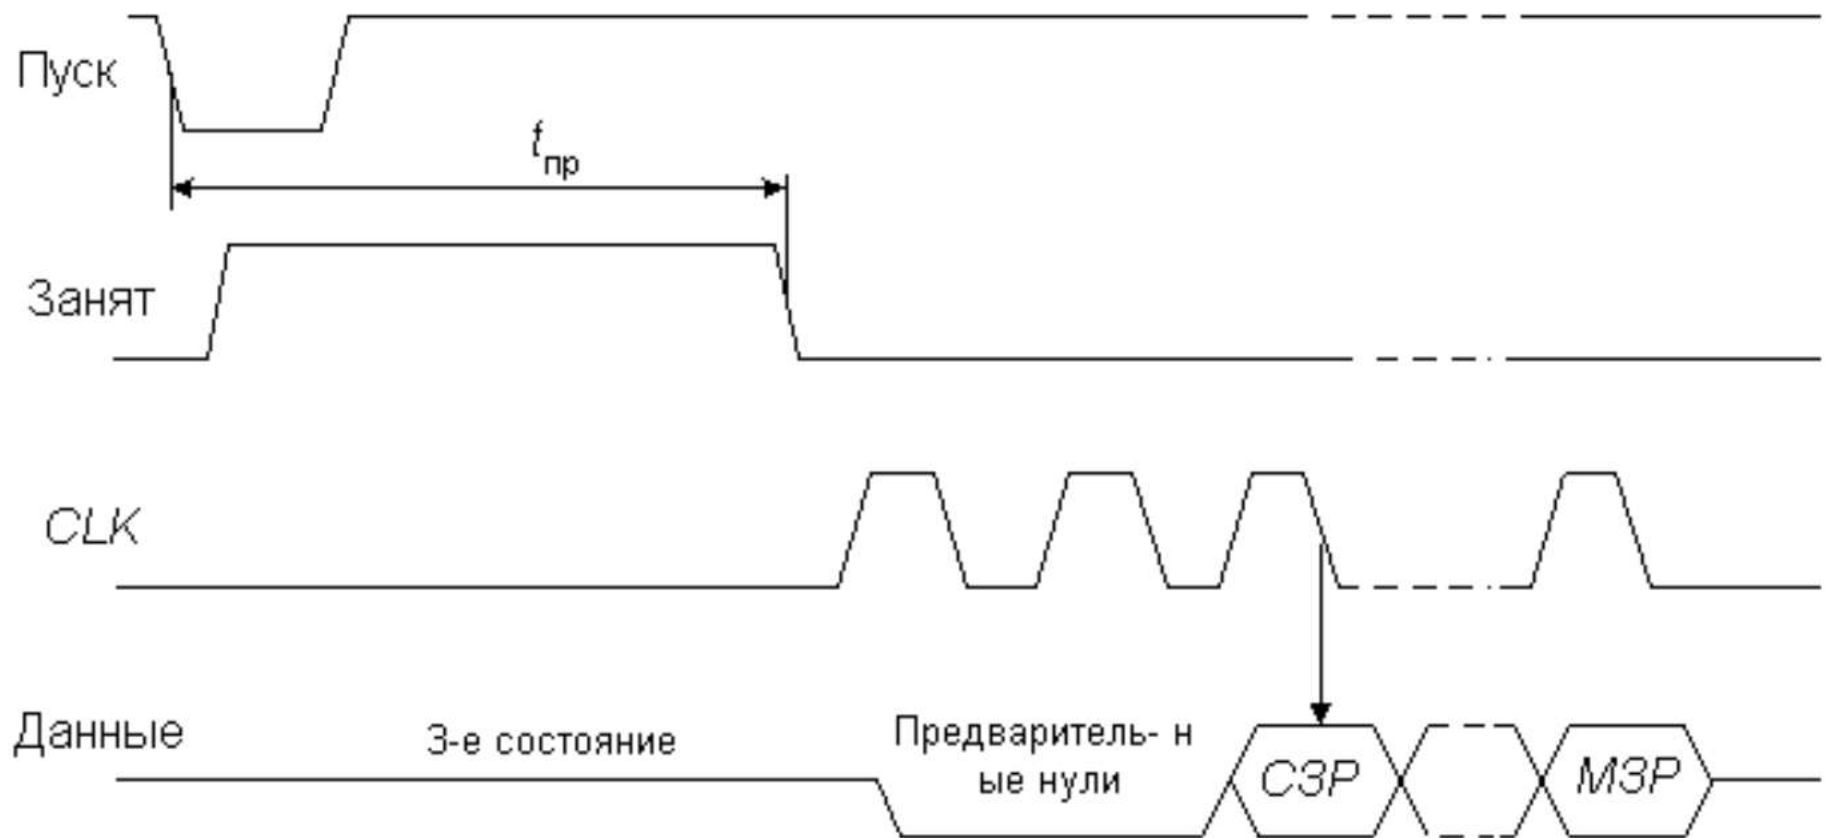 Пуск
tпр
Занят
CLK
Данные
3-е состояние
Предваритель- н
ые нули
СЗР
МЗР